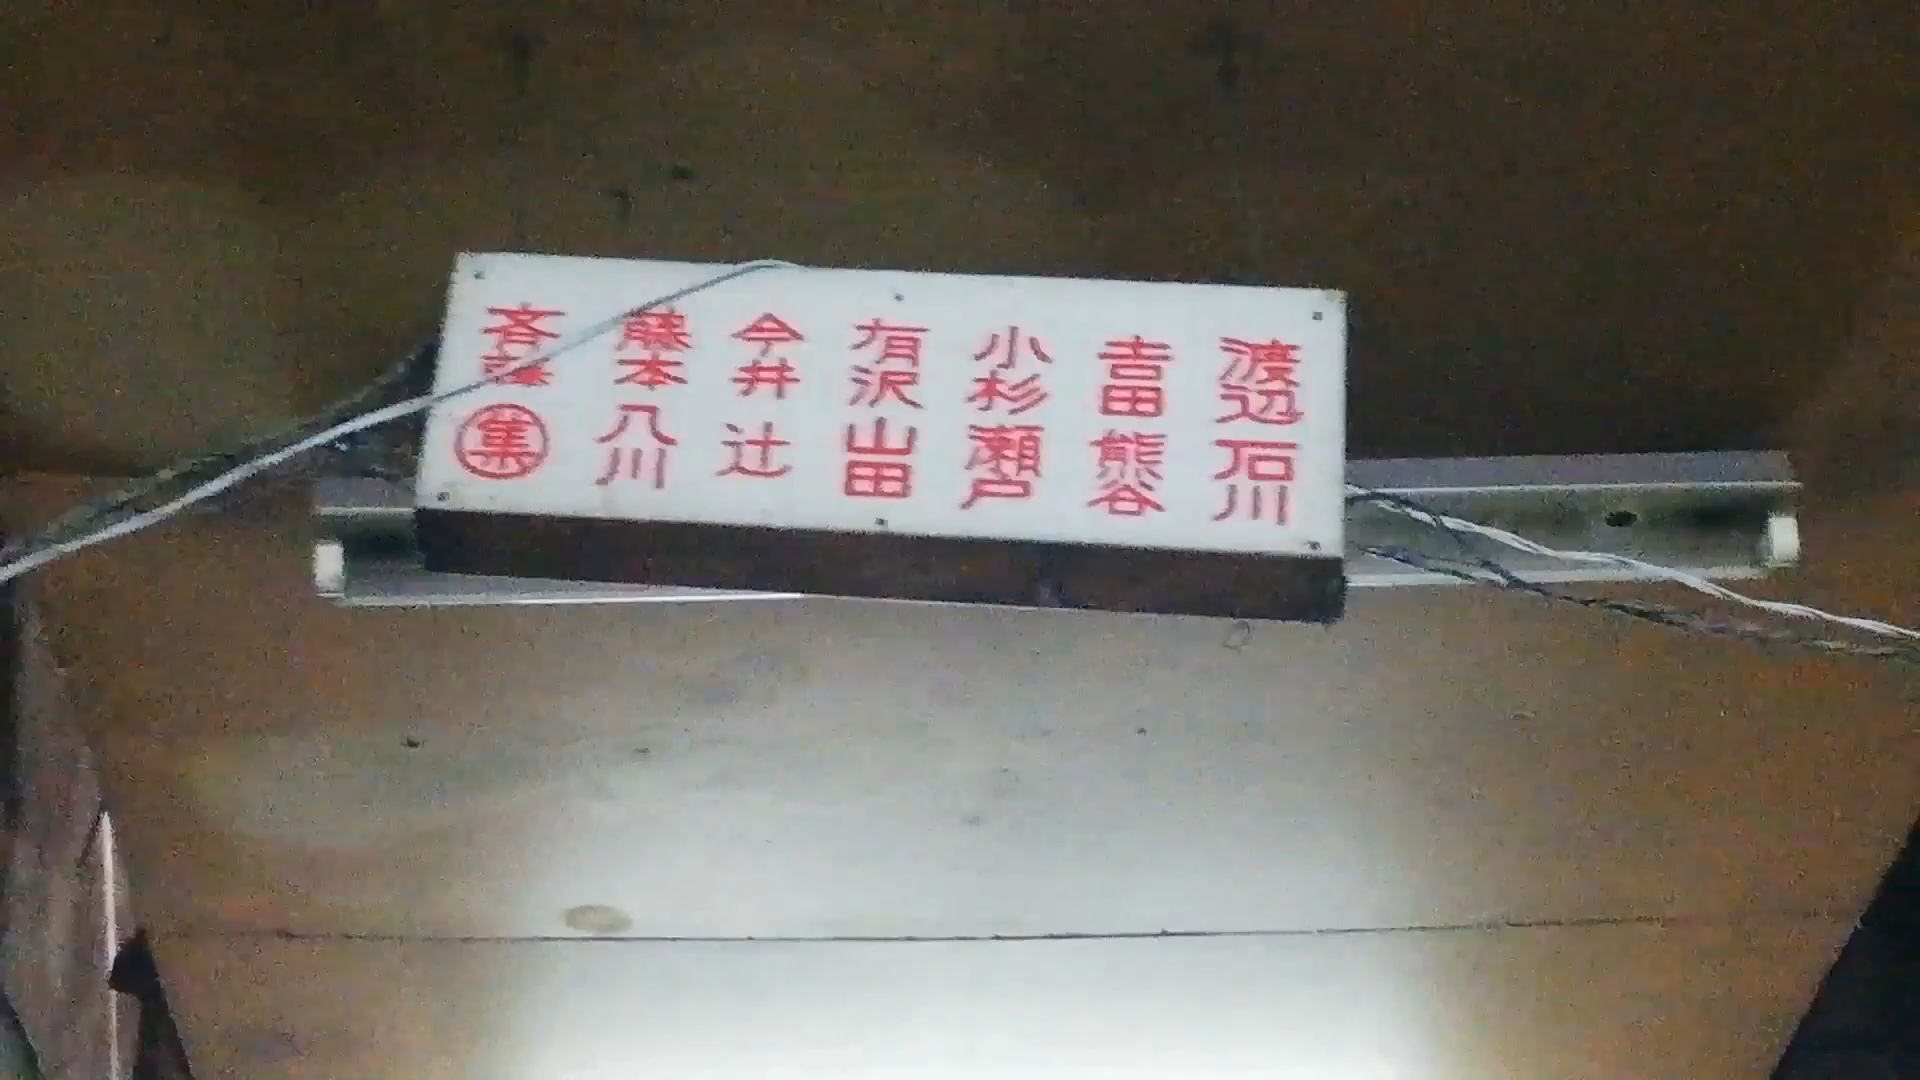 渡辺 石川
吉田 熊谷
小杉 瀬戸
有沢 山田
今井 辻
藤本 八川
斉藤